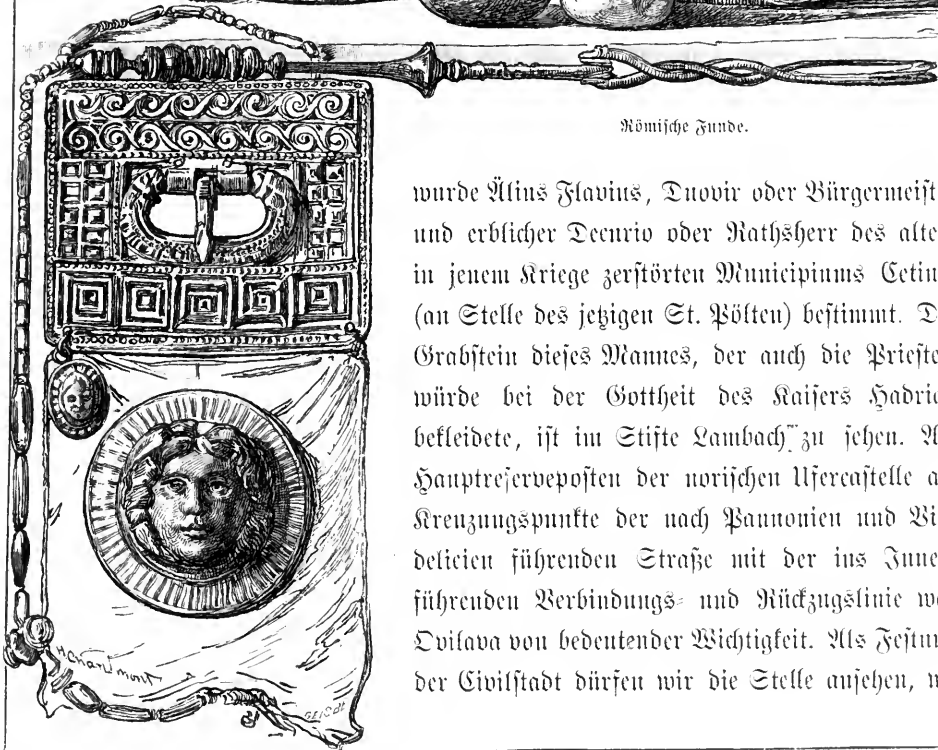 Römische Funde.
wurde Älius Flavius, Duovir oder Bürgermeist
und erblicher Decurio oder Rathsherr des alte
in jenem Kriege zerstörten Municipiums Cetiu
(an Stelle des jetzigen St. Pölten) bestimmt. D
Grabstein dieses Mannes, der auch die Prieste
würde bei der Gottheit des Kaisers Hadria
bekleidete, ist im Stifte Lambach zu sehen. A
Hauptreserveposten der norischen Ufercastelle a
Kreuzungspunkte der nach Pannonien und Vi
delicien führenden Straße mit der ins Inne
führenden Verbindungs- und Rückzugslinie wa
Ovilava von bedeutender Wichtigkeit. Als Festun
der Civilstadt dürfen wir die Stelle ansehen, w